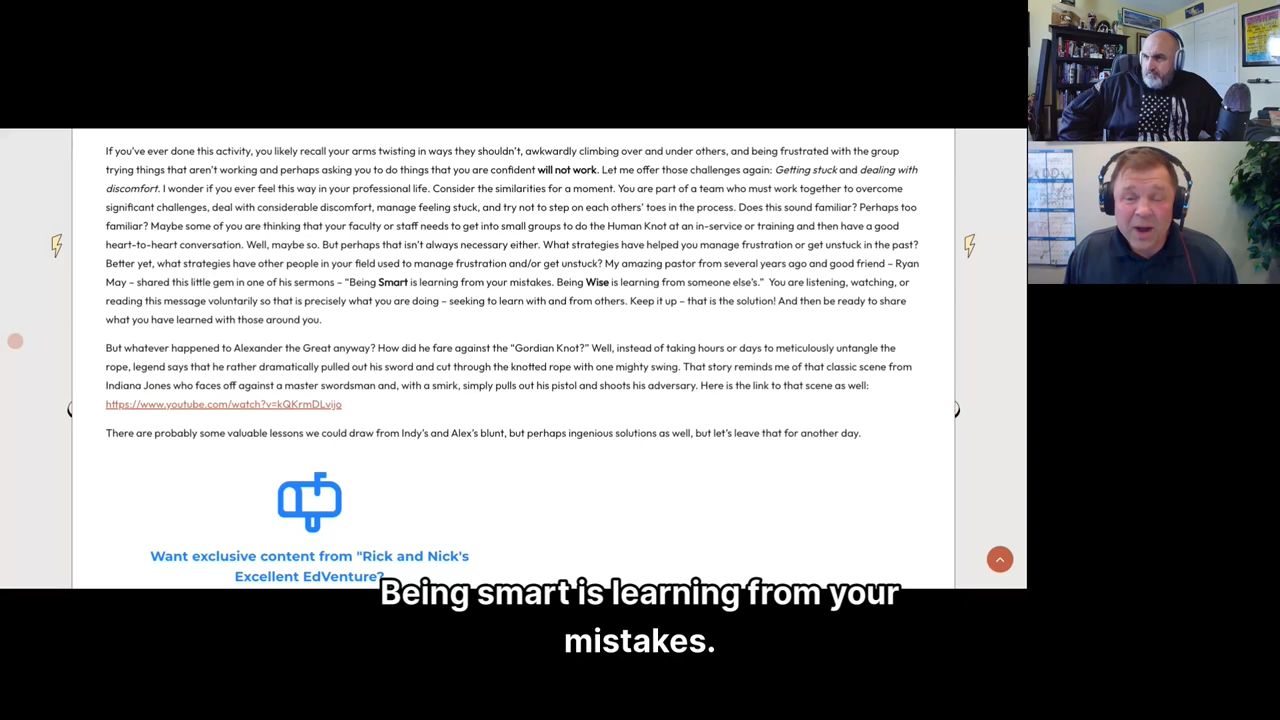 If you've ever done this activity, you likely recall your arms twisting in ways they shouldn't, awkwardly climbing over and under others, and being frustrated with the group
trying things that aren't working and perhaps asking you to do things that you are confident will not work. Let me offer those challenges again: Getting stuck and dealing with
discomfort. I wonder if you ever feel this way in your professional life. Consider the similarities for a moment. You are part of a team who must work together to overcome
significant challenges, deal with considerable discomfort, manage feeling stuck, and try not to step on each others' toes in the process. Does this sound familiar? Perhaps too
familiar? Maybe some of you are thinking that your faculty or staff needs to get into small groups to do the Human Knot at an in-service or training and then have a good
heart-to-heart conversation. Well, maybe so. But perhaps that isn't always necessary either. What strategies have helped you manage frustration or get unstuck in the past?
Better yet, what strategies have other people in your field used to manage frustration and/or get unstuck? My amazing pastor from several years ago and good friend – Ryan
May – shared this little gem in one of his sermons – "Being Smart is learning from your mistakes. Being Wise is learning from someone else's." You are listening, watching, or
reading this message voluntarily so that is precisely what you are doing – seeking to learn with and from others. Keep it up – that is the solution! And then be ready to share
what you have learned with those around you.
But whatever happened to Alexander the Great anyway? How did he fare against the "Gordian Knot?" Well, instead of taking hours or days to meticulously untangle the
rope, legend says that he rather dramatically pulled out his sword and cut through the knotted rope with one mighty swing. That story reminds me of that classic scene from
Indiana Jones who faces off against a master swordsman and, with a smirk, simply pulls out his pistol and shoots his adversary. Here is the link to that scene as well:
https://www.youtube.com/watch?v=kQKrmDLvijo
There are probably some valuable lessons we could draw from Indy's and Alex's blunt, but perhaps ingenious solutions as well, but let's leave that for another day.
Want exclusive content from "Rick and Nick's
Excellent EdVenture?
Being smart is learning from your
mistakes.